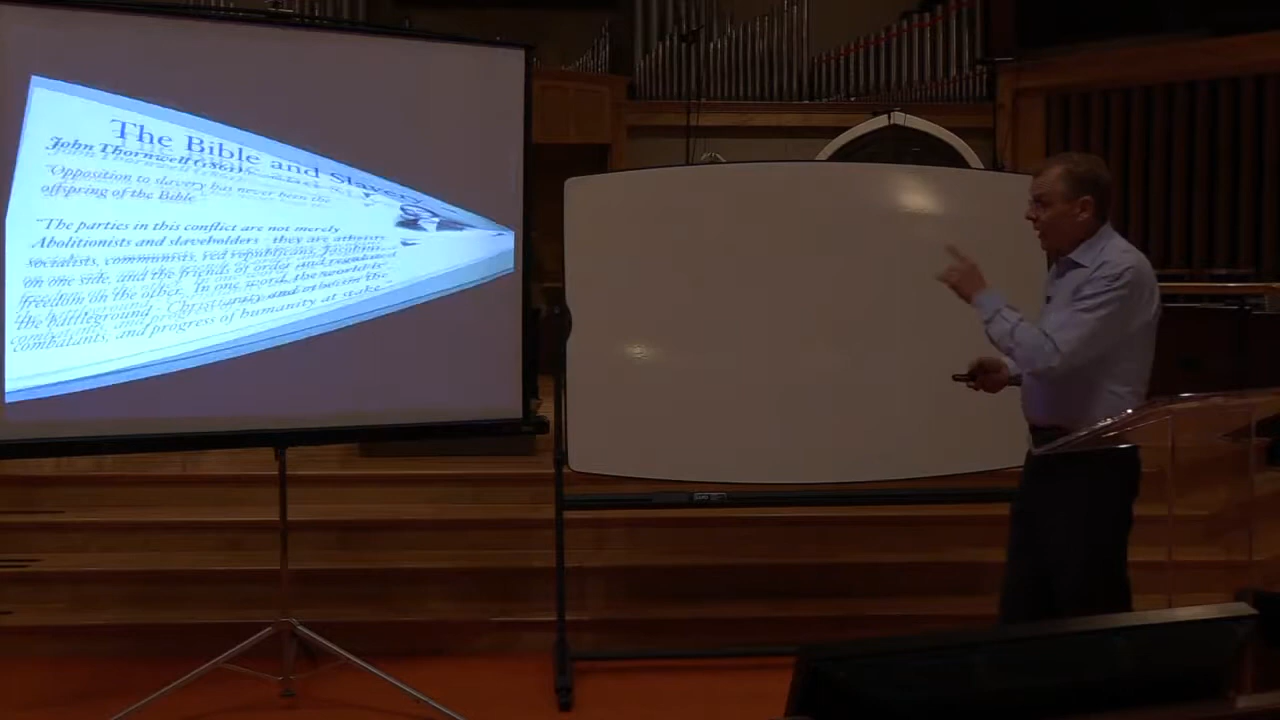 The Bible and Slavery
John Thornwell
"Opposition to slavery has never been the
offspring of the Bible
"The parties in this conflict are not merely
Abolitionists and slaveholders - they are atheists,
socialists, communists, red republicans,
on one side, and the friends of order and regulated
freedom on the other. In one word, the world is
the battleground - Christianity and atheism the
combatants, and progress of humanity at stake.